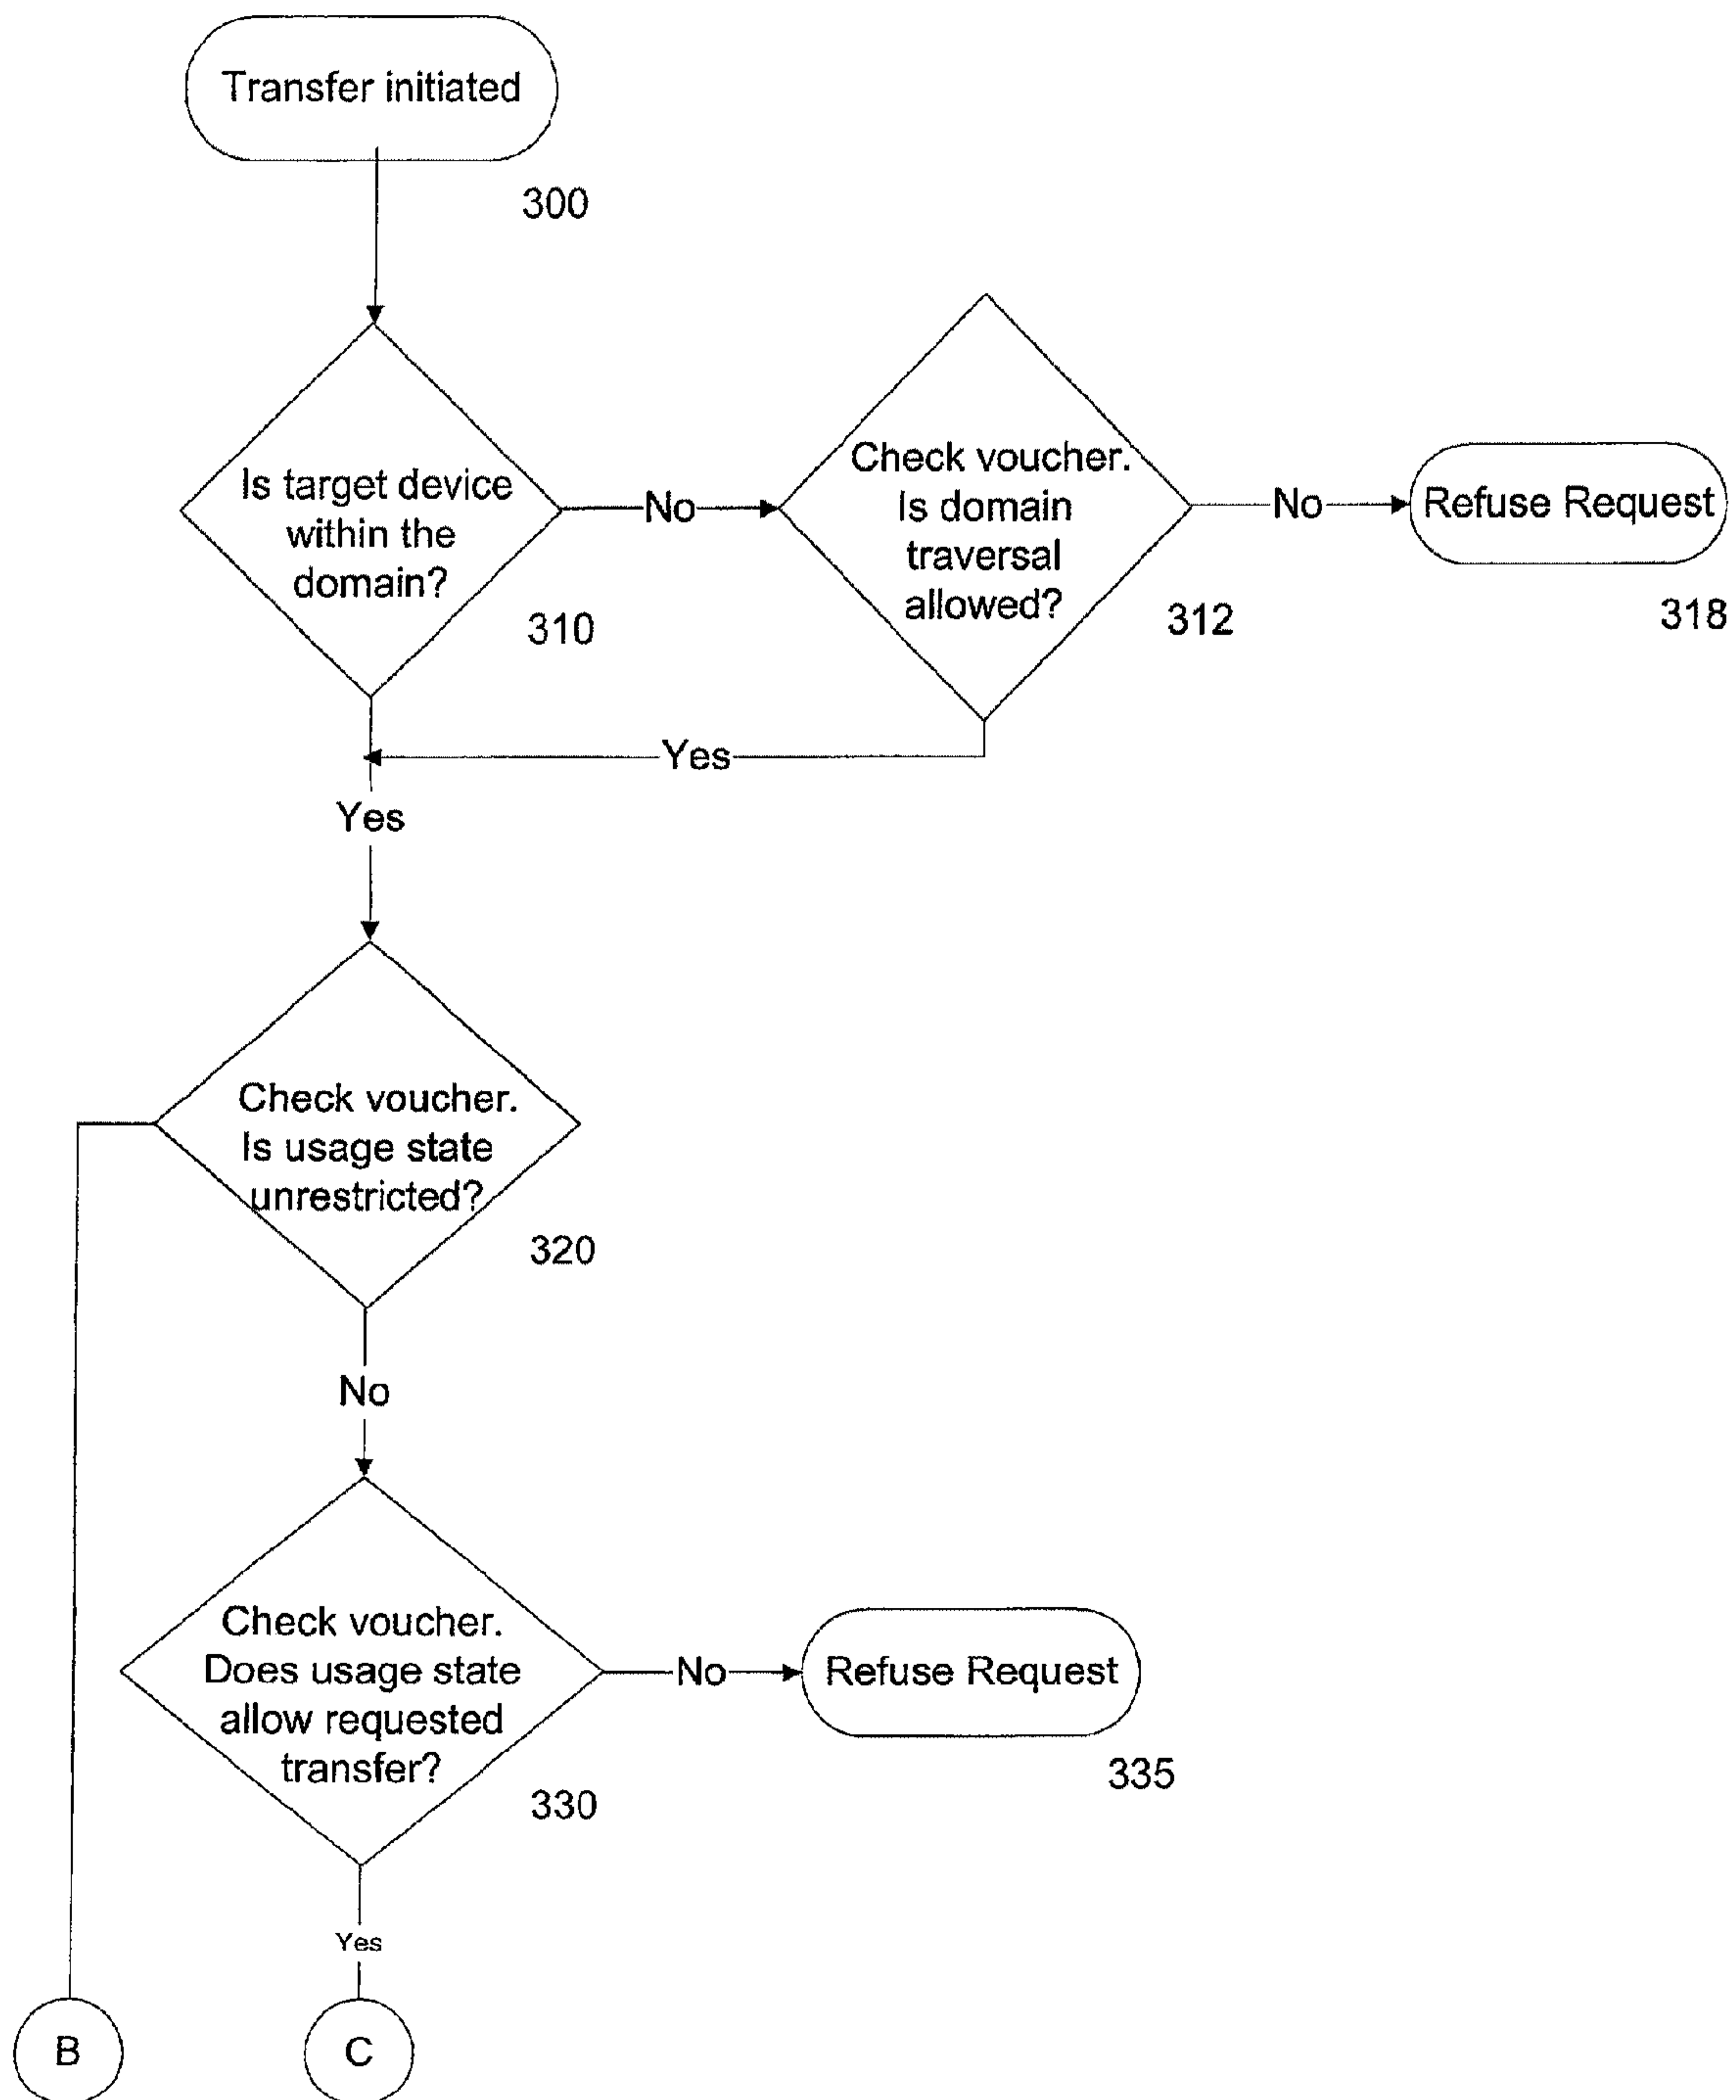 Transfer initiated
300
Is target device
within the
domain?
310
No
Check voucher.
Is domain
traversal
allowed?
312
No
Refuse Request
318
Yes
Yes
Check voucher.
Is usage state
unrestricted?
320
No
Check voucher.
Does usage state
allow requested
transfer?
330
No
Refuse Request
335
Yes
B
C